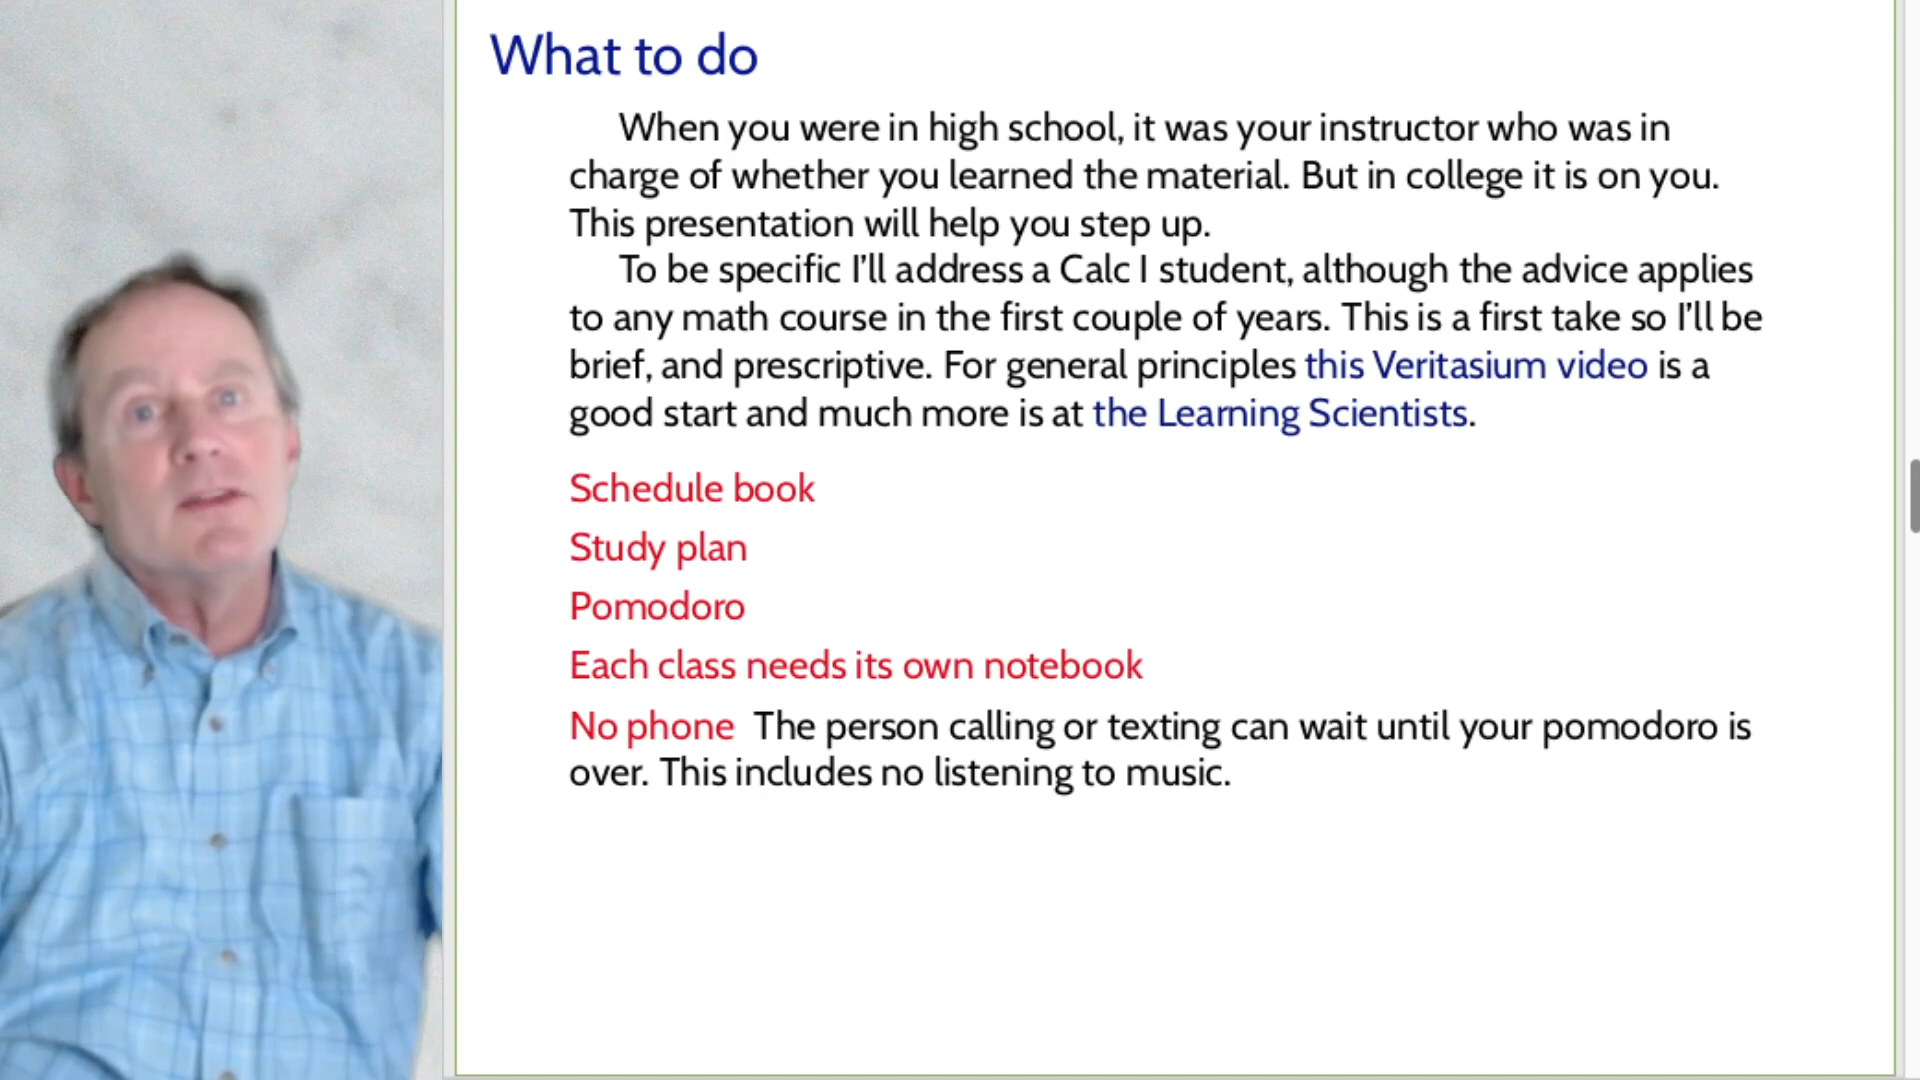 What to do
When you were in high school, it was your instructor who was in
charge of whether you learned the material. But in college it is on you.
This presentation will help you step up.
To be specific I'll address a Calc I student, although the advice applies
to any math course in the first couple of years. This is a first take so I'll be
brief, and prescriptive. For general principles this Veritasium video is a
good start and much more is at the Learning Scientists.
Schedule book
Study plan
Pomodoro
Each class needs its own notebook
No phone The person calling or texting can wait until your pomodoro is
over. This includes no listening to music.